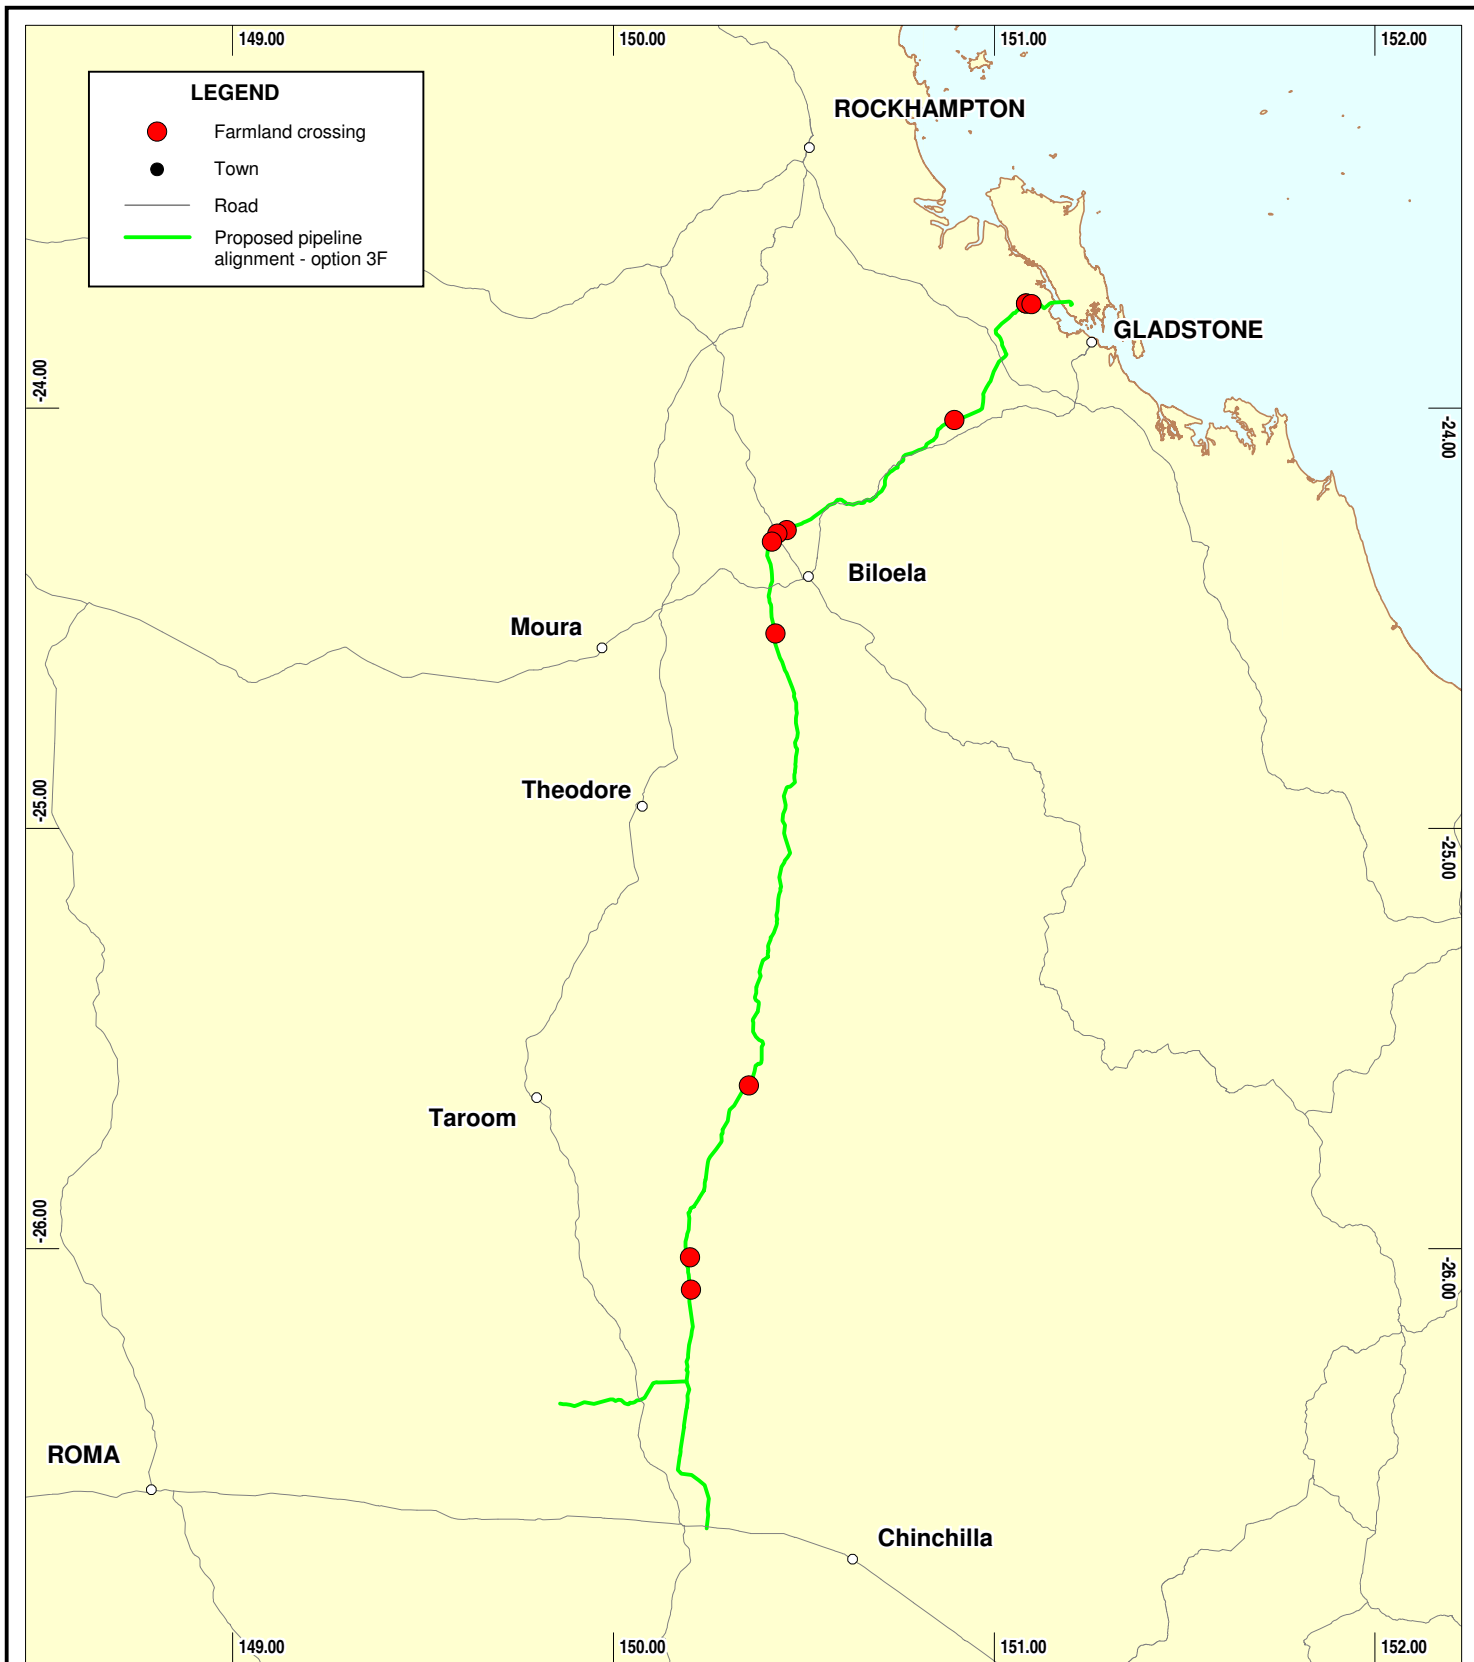 149.00
150.00
151.00
152.00
LEGEND
Farmland crossing
Town
Road
Proposed pipeline
alignment - option 3F
ROCKHAMPTON
GLADSTONE
-24.00
-24.00
Biloela
Moura
Theodore
-25.00
-25.00
Taroom
-26.00
-26.00
ROMA
Chinchilla
149.00
150.00
151.00
152.00